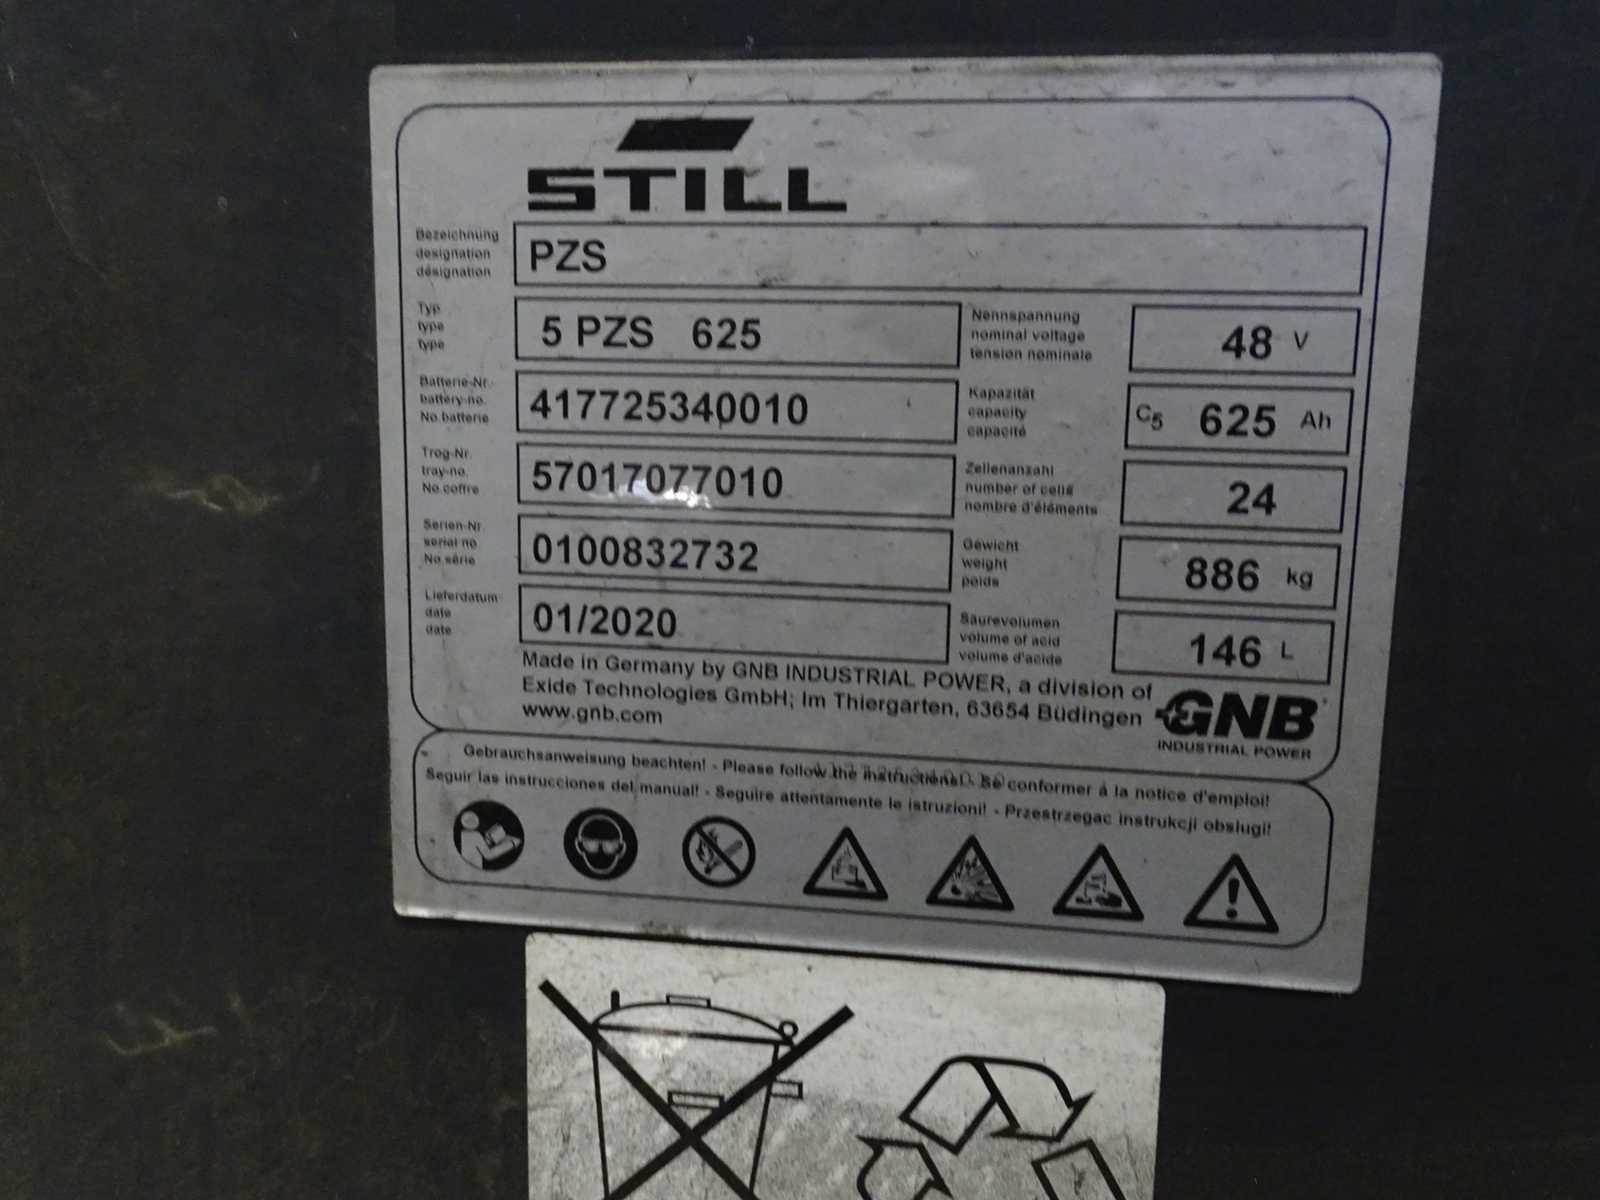 STILL
Bezeichnung
designation
désignation
PZS
Typ
type
type
5 PZS 625
Nennspannung
nominal voltage
tension nominale
48 V
Batterie-Nr.
battery-no.
No.batterie
417725340010
Kapazität
capacity
capacité
C5 625 Ah
Trog-Nr.
tray-no.
No.coffre
57017077010
Zellenanzahl
number of cells
nombre d'éléments
24
Serien-Nr.
serial no
No.série
0100832732
Gewicht
weight
poids
886 kg
Lieferdatum
date
date
01/2020
Säurevolumen
volume of acid
volume d'acide
146 L
Made in Germany by GNB INDUSTRIAL POWER, a division of
Exide Technologies GmbH; Im Thiergarten, 63654 Büdingen
www.gnb.com
GNB
INDUSTRIAL POWER
Gebrauchsanweisung beachten! - Please follow the instructions! - Se conformer á la notice d'emploi!
Seguir las instrucciones del manual! - Seguire attentamente le istruzioni! - Przestrzegac instrukcji obslugi!